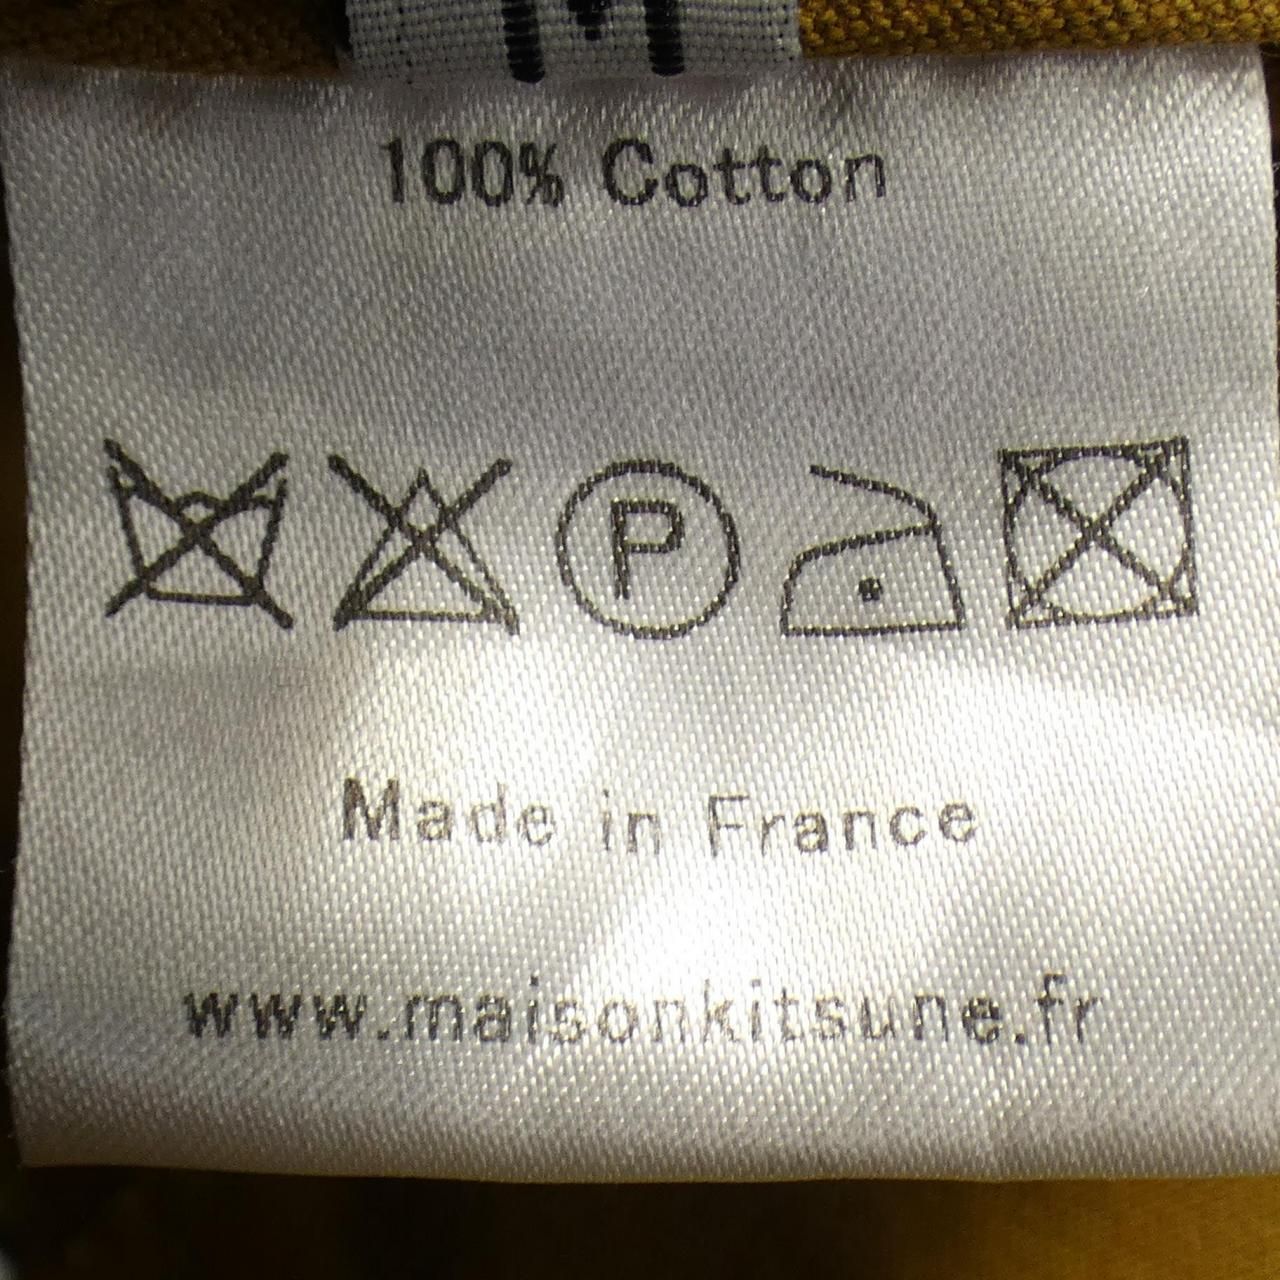 M
100% Cotton
P
Made in France
www.maisonkitsune.fr